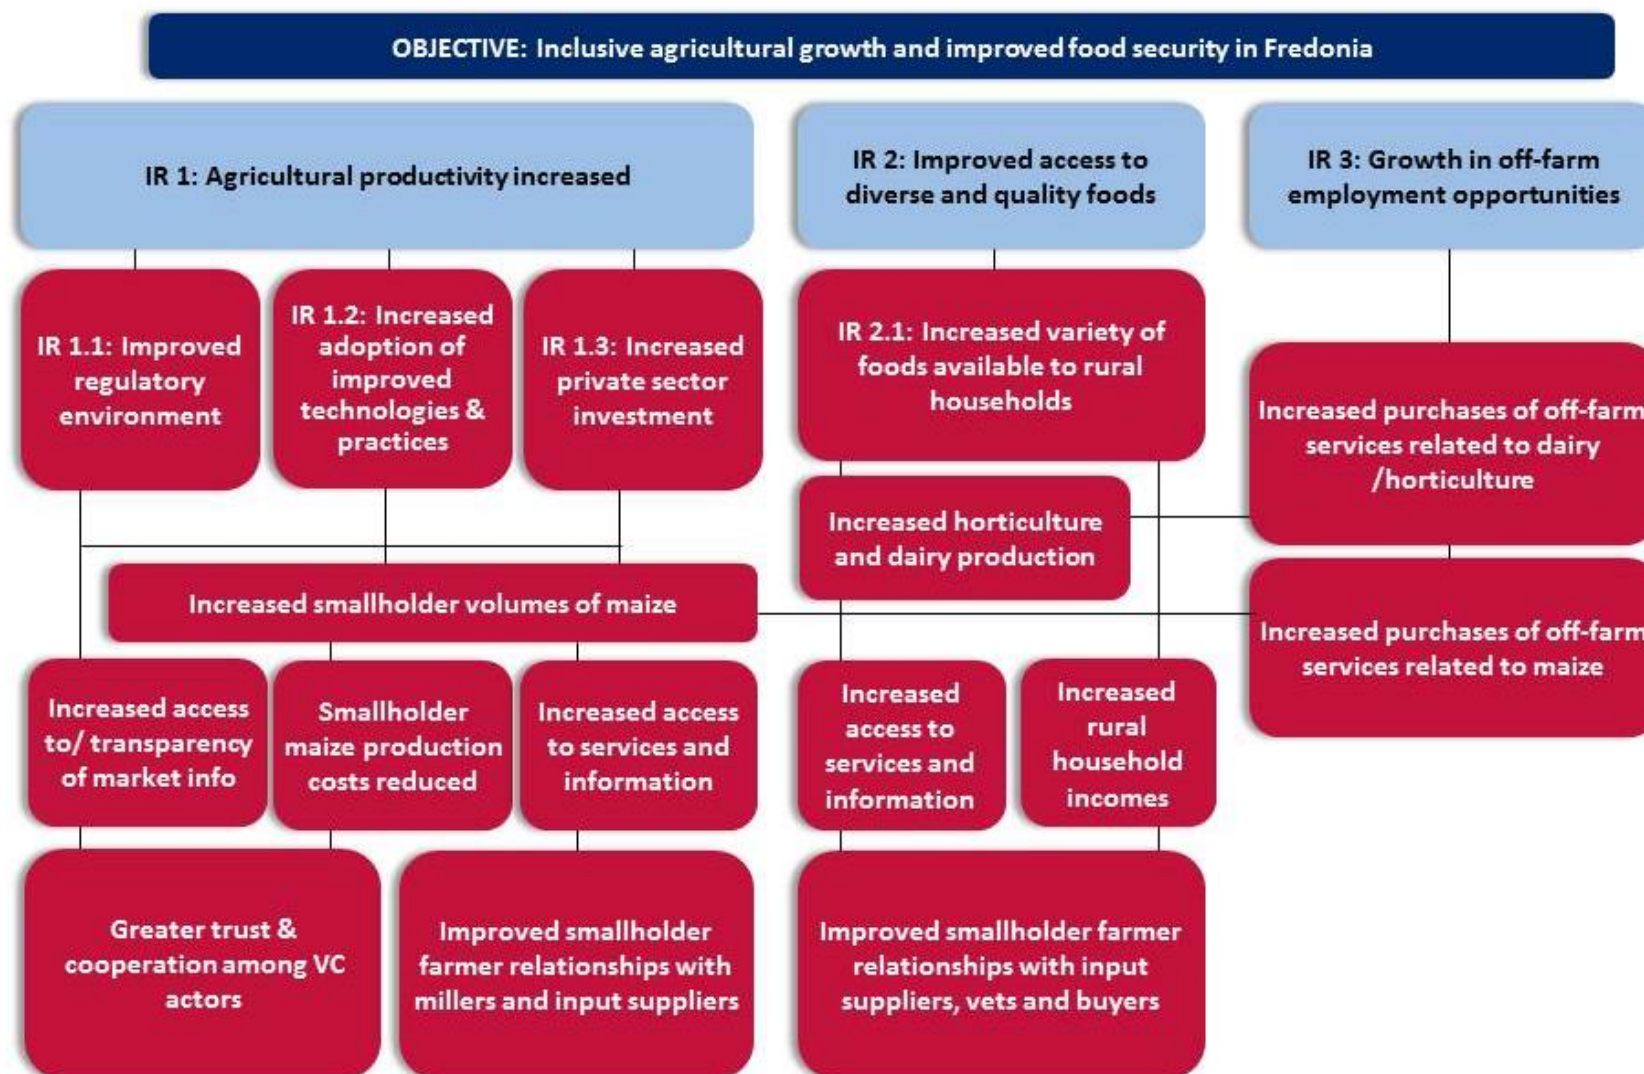 OBJECTIVE: Inclusive agricultural growth and improved food security in Fredonia
IR 1: Agricultural productivity increased
IR 2: Improved access to
diverse and quality foods
IR 3: Growth in off-farm
employment opportunities
IR 1.1: Improved
regulatory
environment
IR 1.2: Increased
adoption of
improved
technologies &
practices
IR 1.3: Increased
private sector
investment
IR 2.1: Increased variety of
foods available to rural
households
Increased purchases of off-farm
services related to dairy
/horticulture
Increased horticulture
and dairy production
Increased smallholder volumes of maize
Increased purchases of off-farm
services related to maize
Increased access
to/ transparency
of market info
Smallholder
maize production
costs reduced
Increased access
to services and
information
Increased
access to
services and
information
Increased
rural
household
incomes
Greater trust &
cooperation among VC
actors
Improved smallholder
farmer relationships with
millers and input suppliers
Improved smallholder farmer
relationships with input
suppliers, vets and buyers